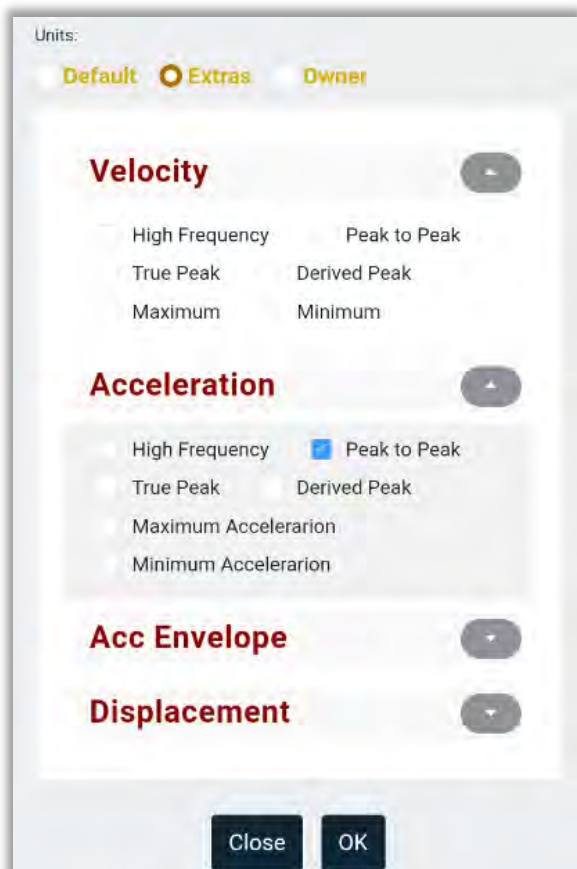 Units:
Default Extras Owner
Velocity
High Frequency Peak to Peak
True Peak Derived Peak
Maximum Minimum
Acceleration
High Frequency Peak to Peak
True Peak Derived Peak
Maximum Accelerarion
Minimum Accelerarion
Acc Envelope
Displacement
Close OK